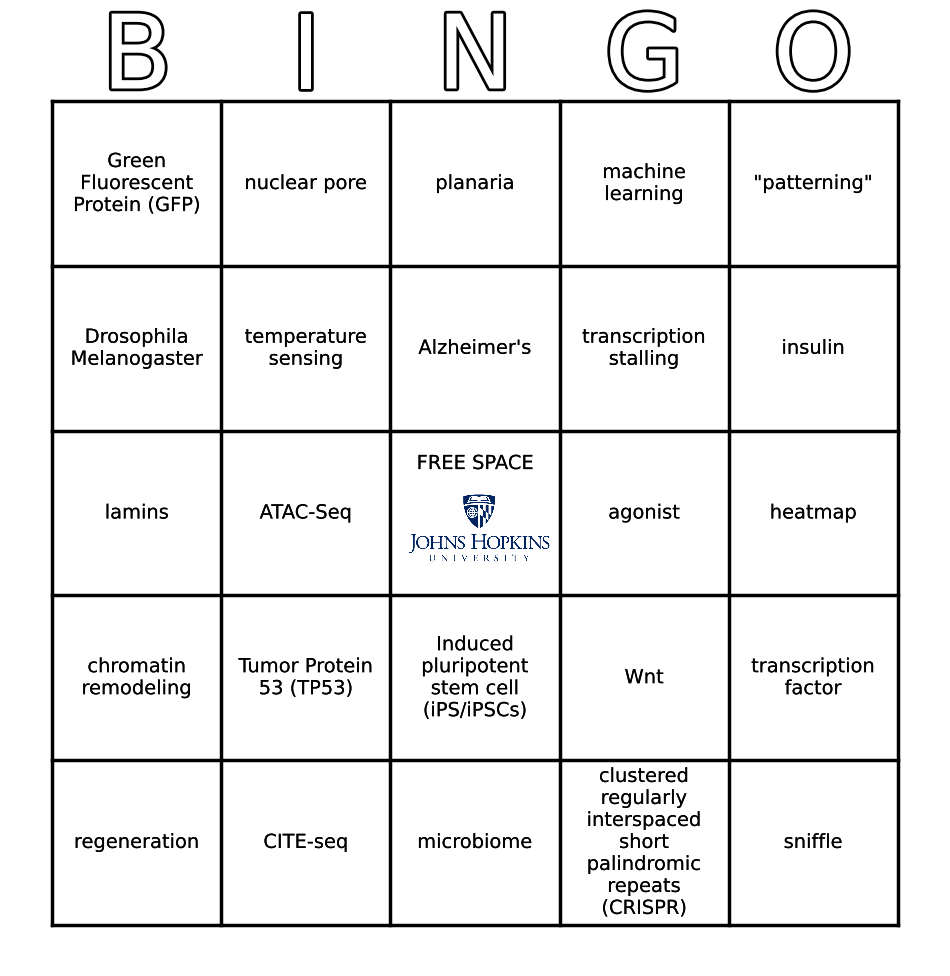 B I N G O
Green
Fluorescent
Protein (GFP)
nuclear pore
planaria
machine
learning
"patterning"
Drosophila
Melanogaster
temperature
sensing
Alzheimer's
transcription
stalling
insulin
lamins
ATAC-Seq
FREE SPACE
JOHNS HOPKINS
UNIVERSITY
agonist
heatmap
chromatin
remodeling
Tumor Protein
53 (TP53)
Induced
pluripotent
stem cell
(iPS/iPSCs)
Wnt
transcription
factor
regeneration
CITE-seq
microbiome
clustered
regularly
interspaced
short
palindromic
repeats
(CRISPR)
sniffle